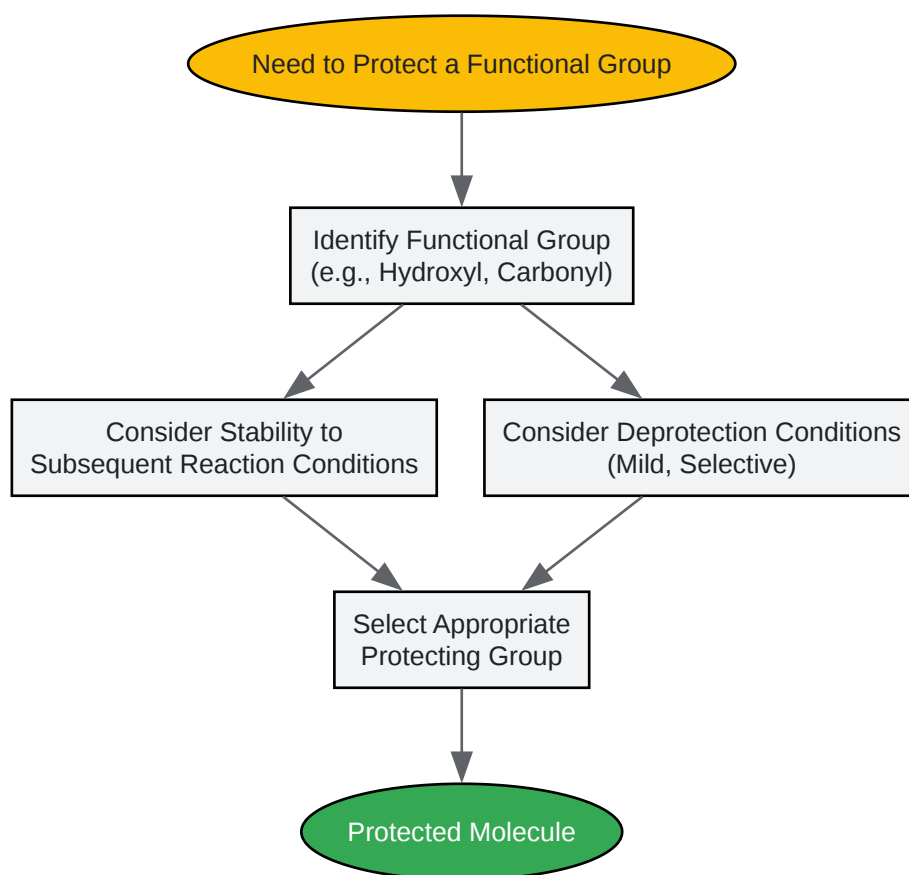 Need to Protect a Functional Group
Identify Functional Group
(e.g., Hydroxyl, Carbonyl)
Consider Stability to
Subsequent Reaction Conditions
Consider Deprotection Conditions
(Mild, Selective)
Select Appropriate
Protecting Group
Protected Molecule